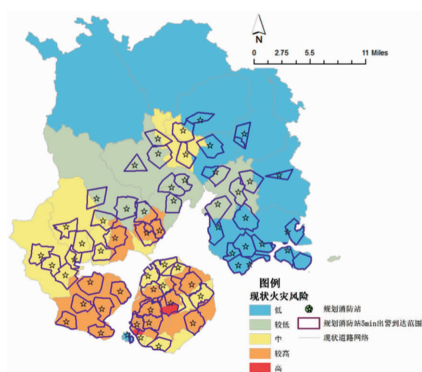 N
0 2.75 5.5 11 Miles
图例
现状火灾风险
低
较低
中
较高
高
规划消防站
规划消防站5min出警到达范围
现状道路网络